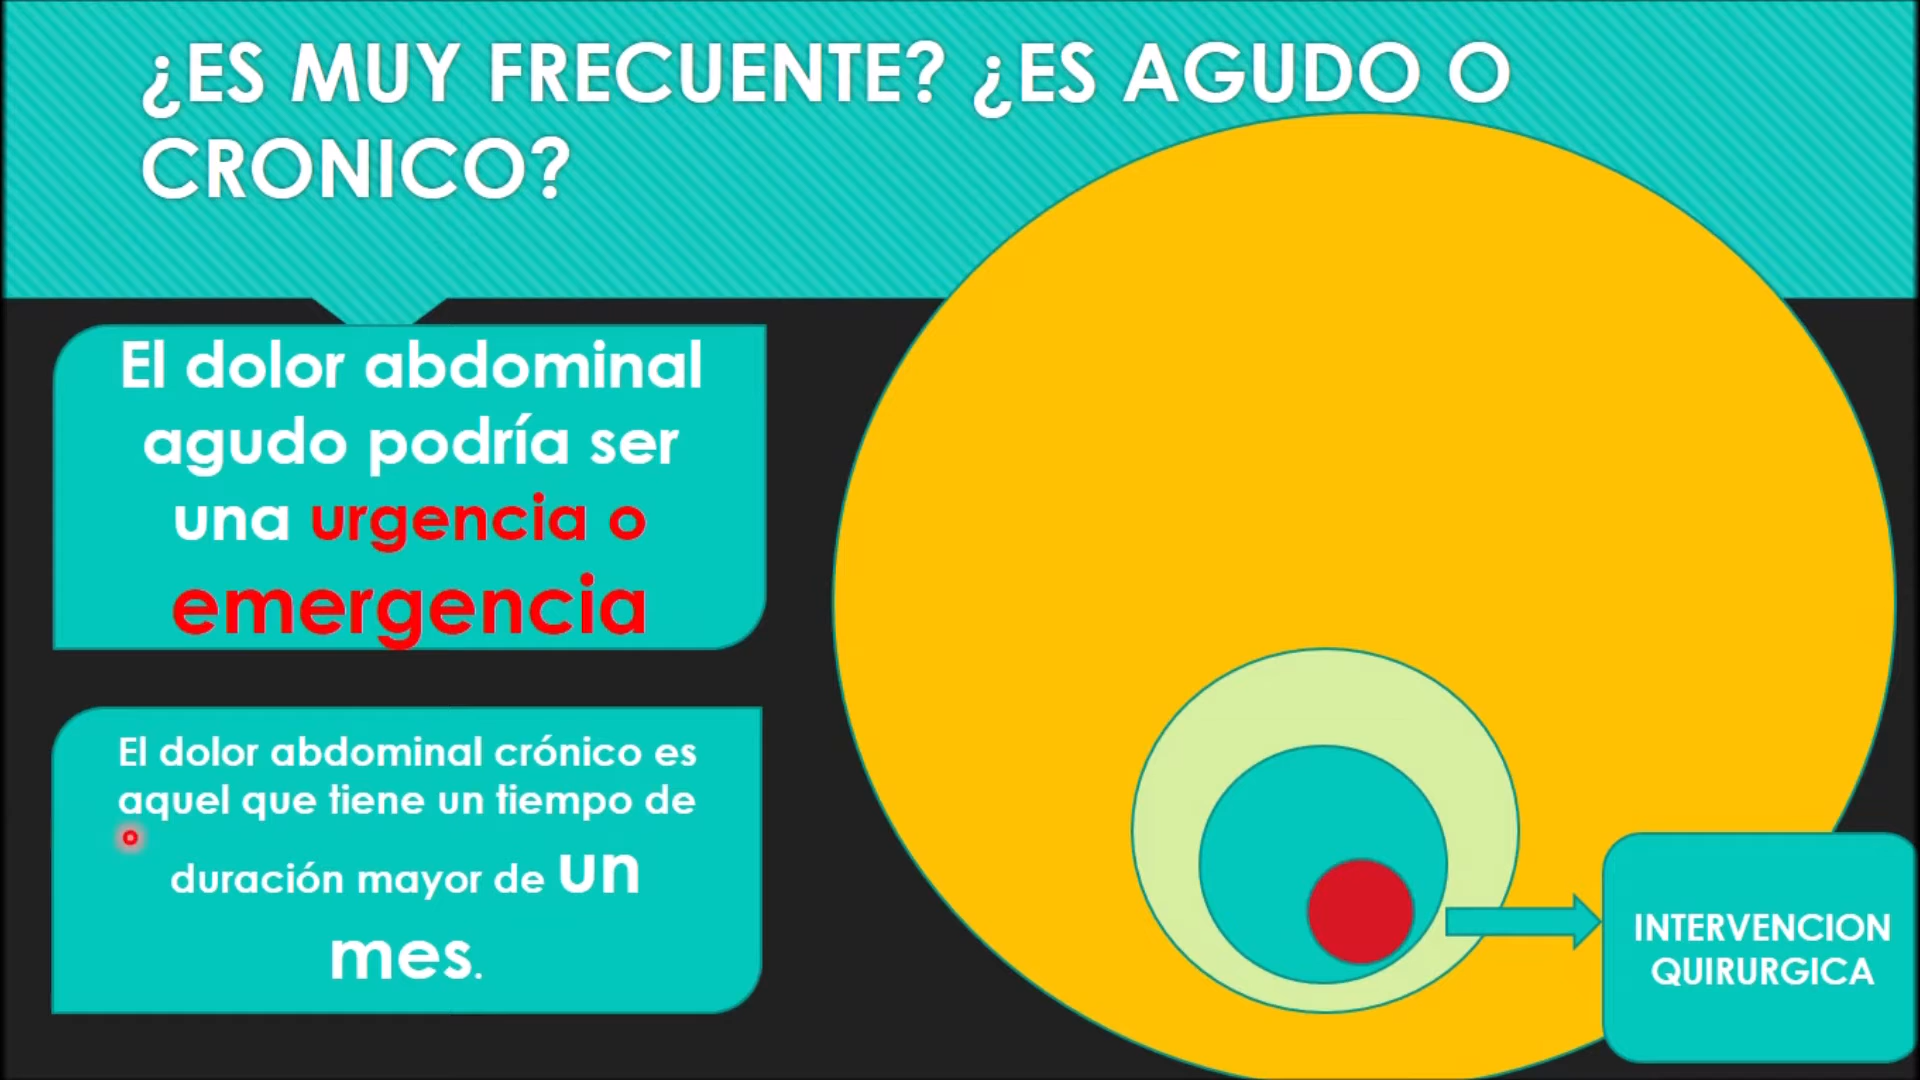 ¿ES MUY FRECUENTE? ¿ES AGUDO O
CRONICO?
El dolor abdominal
agudo podría ser
una urgencia o
emergencia
El dolor abdominal crónico es
aquel que tiene un tiempo de
duración mayor de un
mes.
INTERVENCION
QUIRURGICA